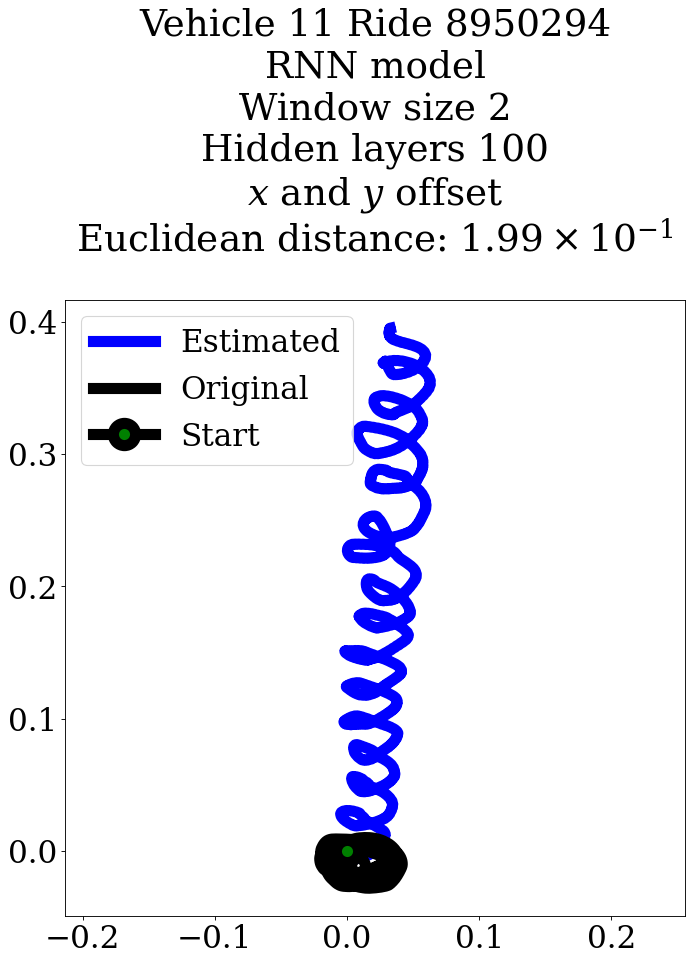 Vehicle 11 Ride 8950294
RNN model
Window size 2
Hidden layers 100
x and y offset
Euclidean distance: 1.99 × 10⁻¹
Estimated
Original
Start
0.4
0.3
0.2
0.1
0.0
−0.2 −0.1 0.0 0.1 0.2